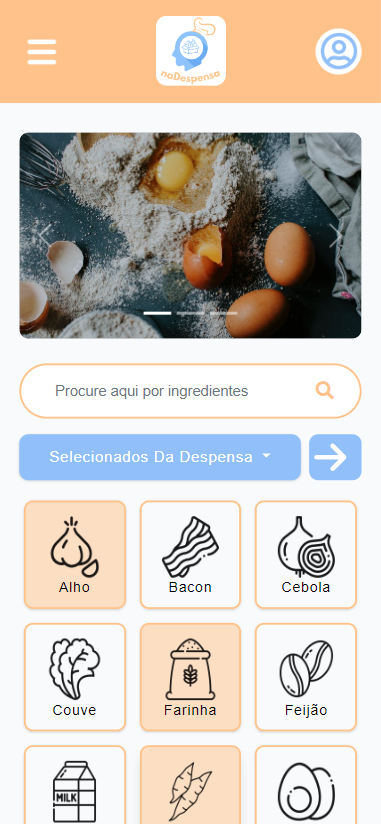 naDespensa
Procure aqui por ingredientes
Selecionados Da Despensa
Alho
Bacon
Cebola
Couve
Farinha
Feijão
MILK